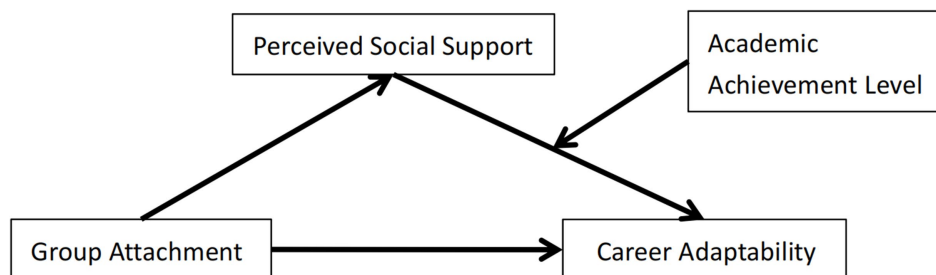 Perceived Social Support
Academic
Achievement Level
Group Attachment
Career Adaptability